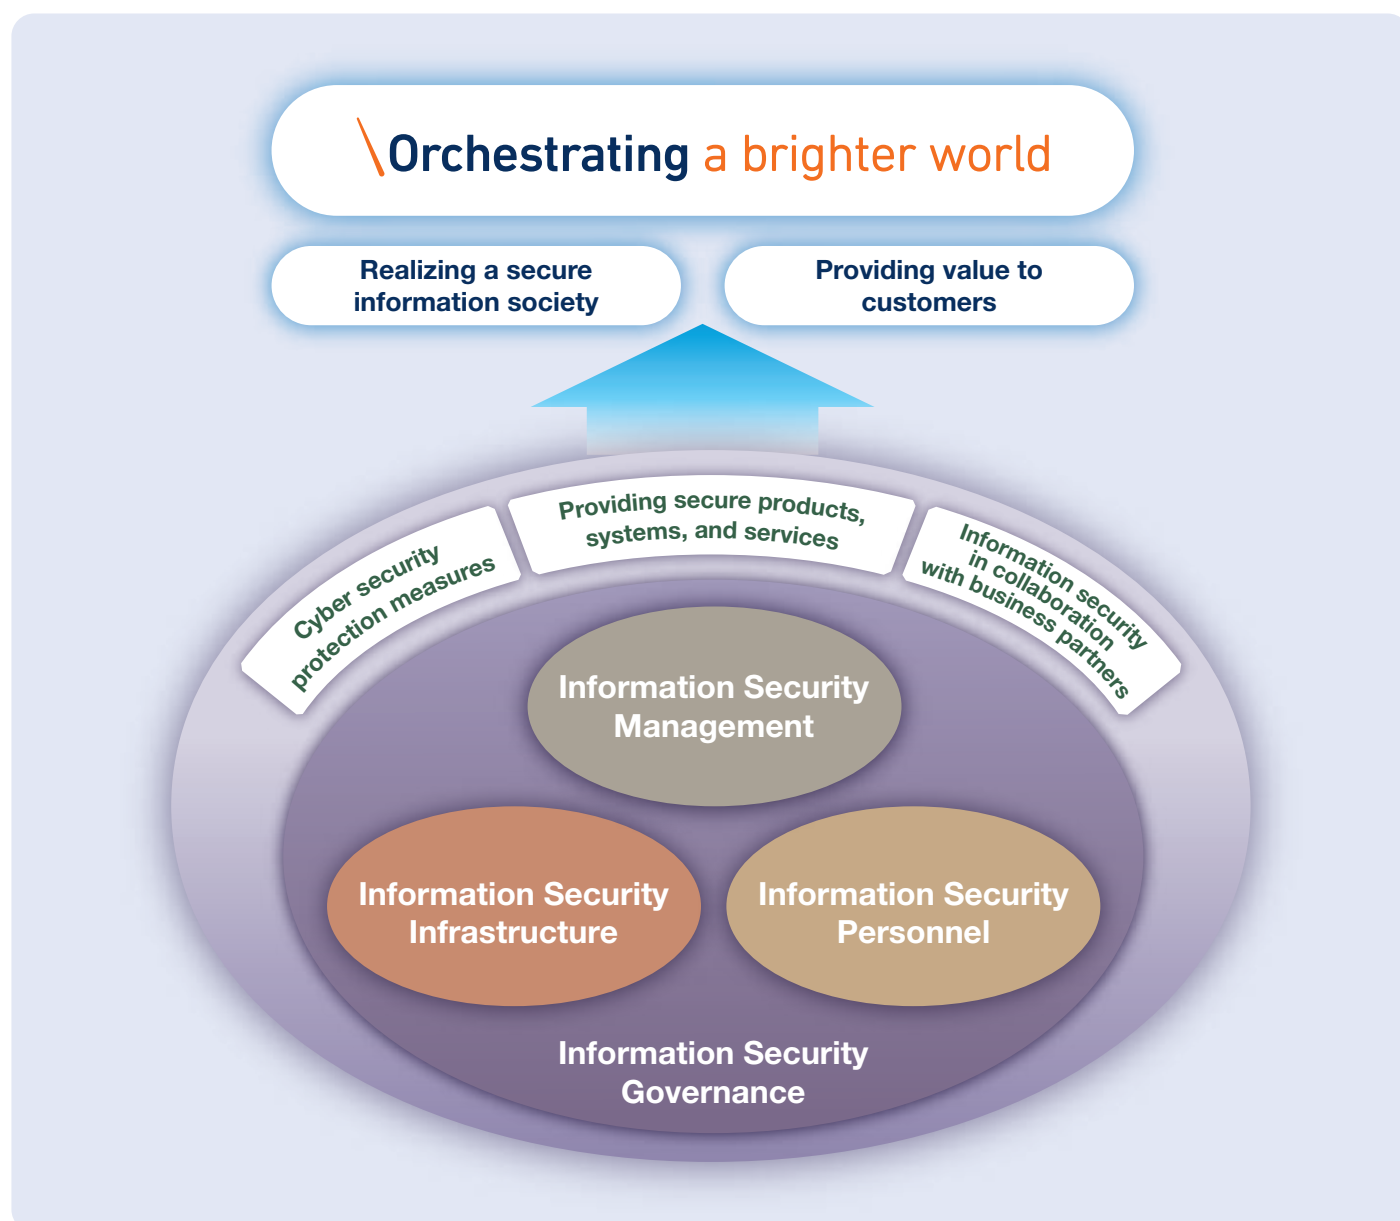 \Orchestrating a brighter world
Realizing a secure
information society
Providing value to
customers
Cyber security
protection measures
Providing secure products,
systems, and services
Information security
in collaboration
with business partners
Information Security
Management
Information Security
Infrastructure
Information Security
Personnel
Information Security
Governance